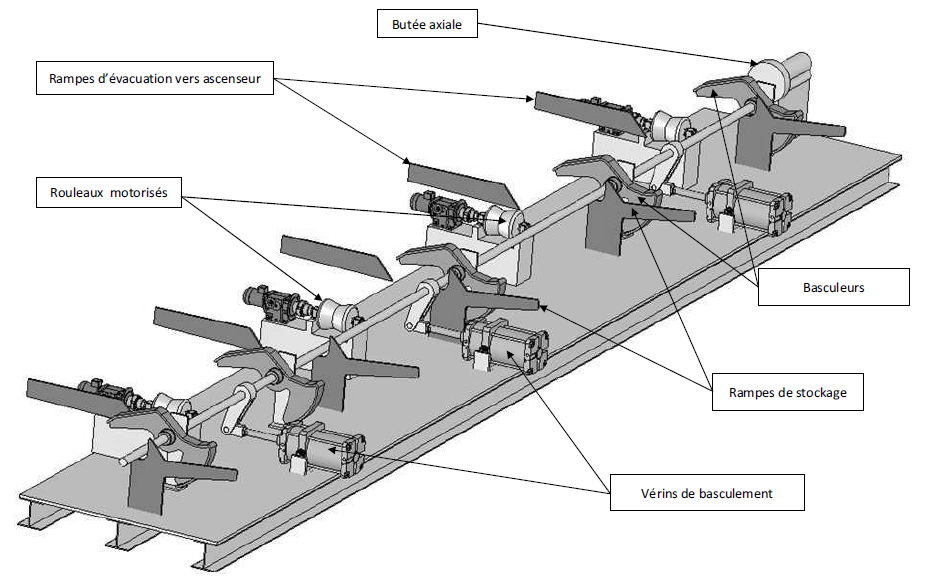 Butée axiale
Rampes d'évacuation vers ascenseur
Rouleaux motorisés
Basculeurs
Rampes de stockage
Vérins de basculement